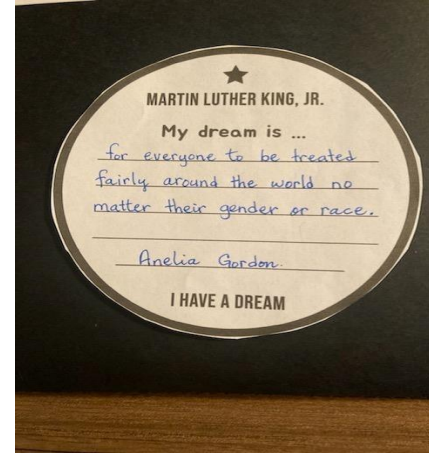 MARTIN LUTHER KING, JR.
My dream is ...
for everyone to be treated
fairly around the world no
matter their gender or race.
Anelia Gordon.
I HAVE A DREAM